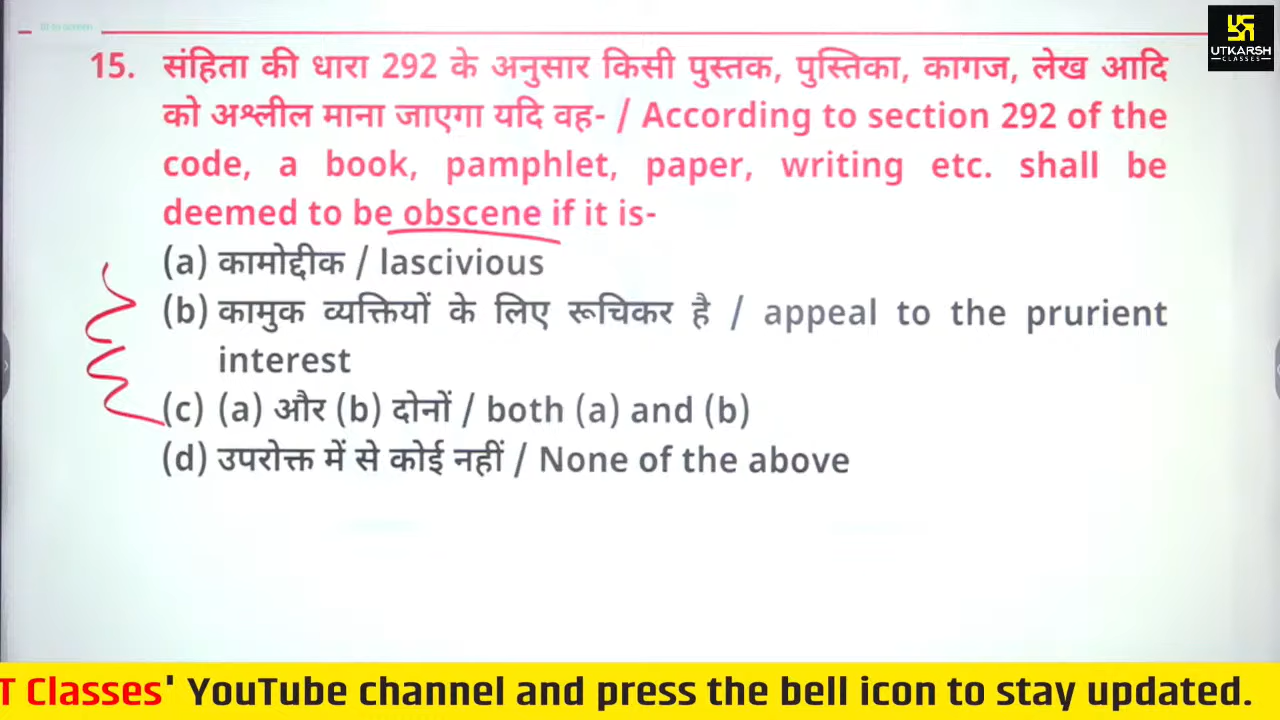 UTKARSH
CLASSES
15. संहिता की धारा 292 के अनुसार किसी पुस्तक, पुस्तिका, कागज, लेख आदि
को अश्लील माना जाएगा यदि वह- / According to section 292 of the
code, a book, pamphlet, paper, writing etc. shall be
deemed to be obscene if it is-
(a) कामोद्दीक / lascivious
(b) कामुक व्यक्तियों के लिए रूचिकर है / appeal to the prurient
interest
(c) (a) और (b) दोनों / both (a) and (b)
(d) उपरोक्त में से कोई नहीं / None of the above
T Classes' YouTube channel and press the bell icon to stay updated.